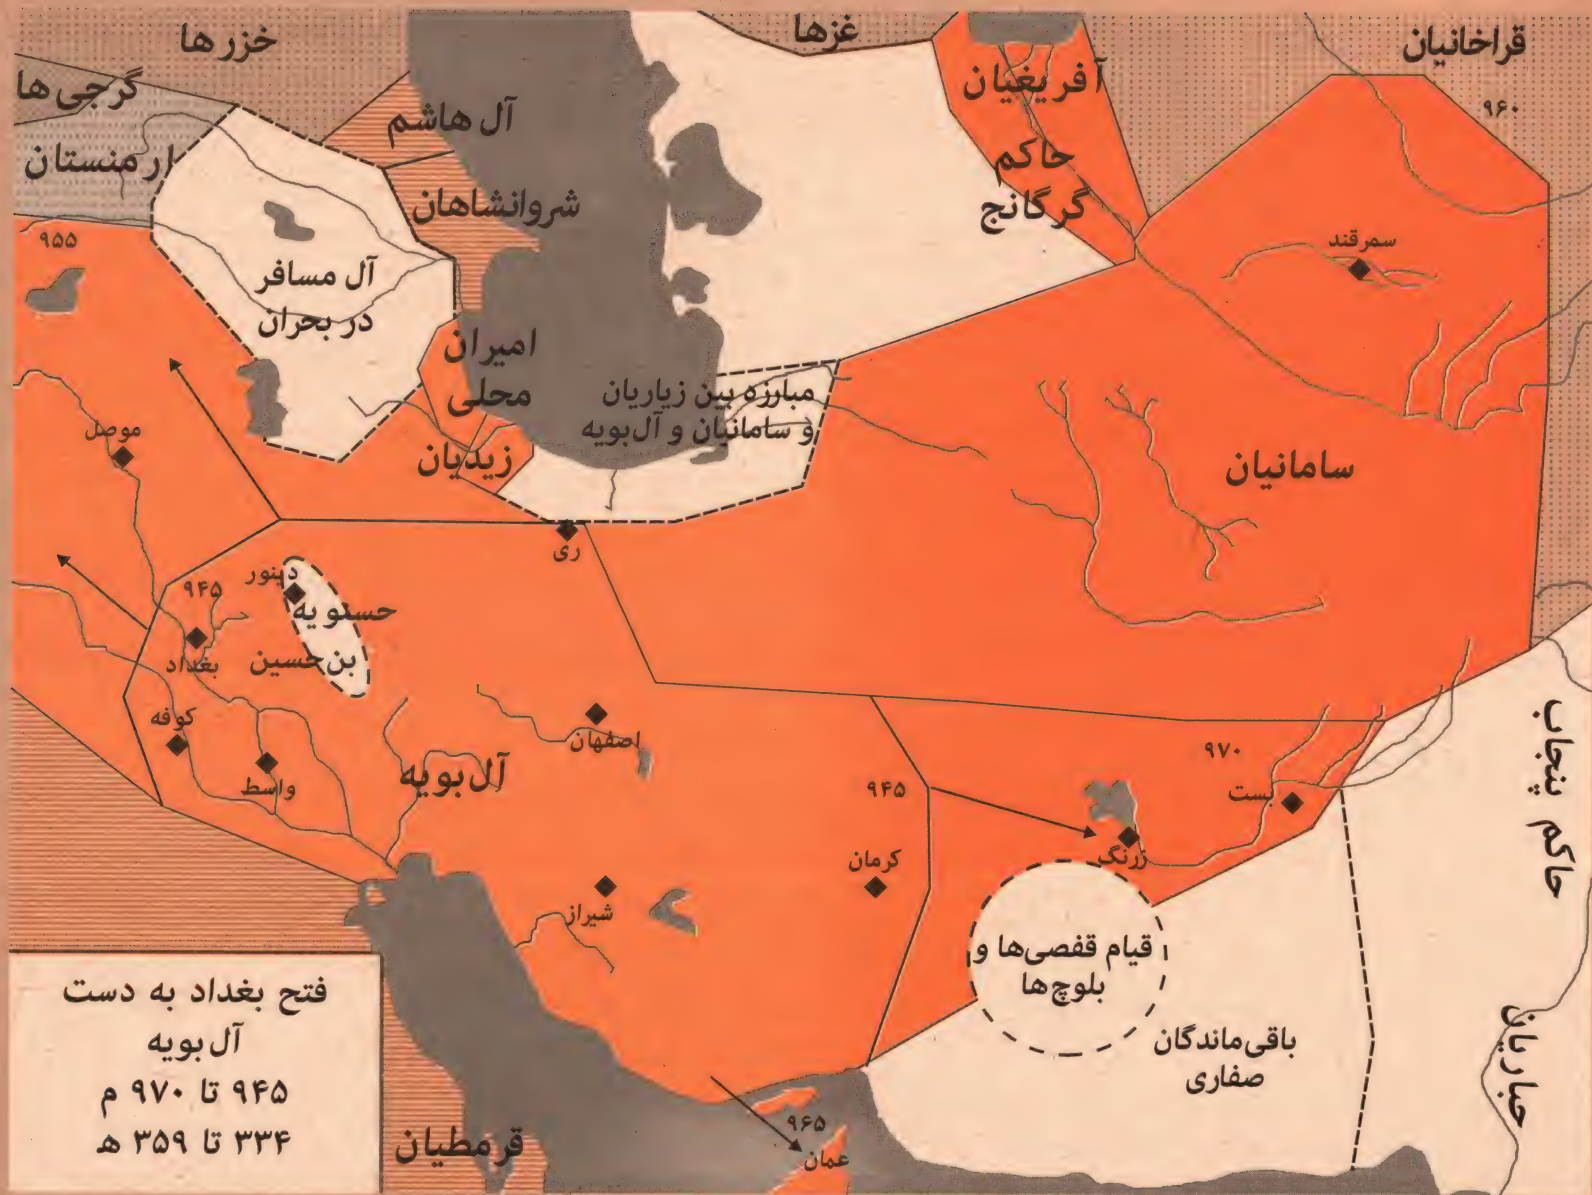 خزرها
غزها
قراخانیان
۹۶۰
گرجی‌ها
ارمنستان
۹۵۵
آل هاشم
شروانشاهان
آفریغیان
حاکم
گرگانج
سمرقند
آل مسافر
در بحران
امیران
محلی
زیدیان
مبارزه بین زیاریان
و سامانیان و آل‌بویه
سامانیان
موصل
ری
دینور
۹۴۵
حسنویه
بن‌حسین
بغداد
کوفه
واسط
اصفهان
آل‌بویه
۹۴۵
۹۷۰
بست
زرنگ
کرمان
شیراز
حاکم پنجاب
قیام قفصی‌ها و
بلوچ‌ها
باقی‌ماندگان
صفاری
حباریان
۹۶۵
عمان
قرمطیان
فتح بغداد به دست
آل‌بویه
۹۴۵ تا ۹۷۰ م
۳۳۴ تا ۳۵۹ ه